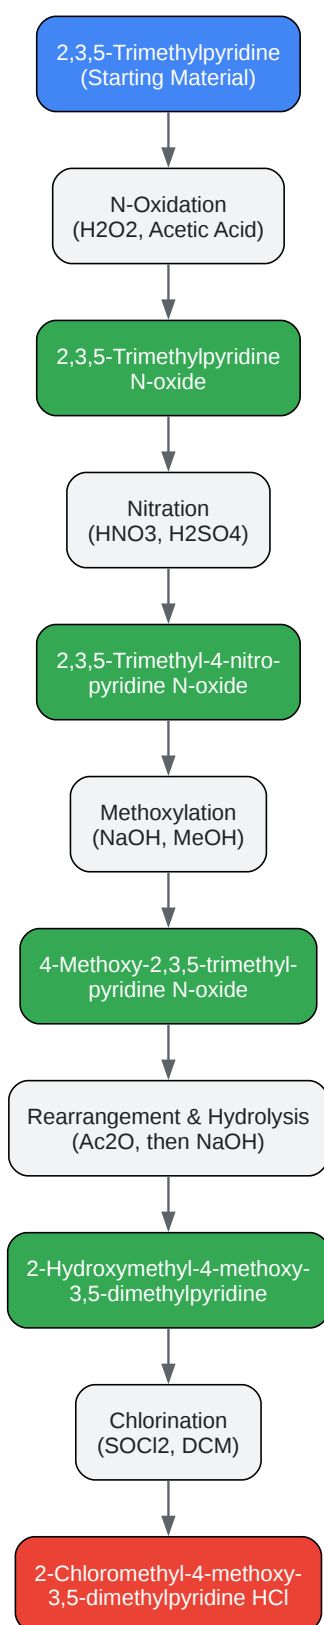 2,3,5-Trimethylpyridine
(Starting Material)
N-Oxidation
(H2O2, Acetic Acid)
2,3,5-Trimethylpyridine
N-oxide
Nitration
(HNO3, H2SO4)
2,3,5-Trimethyl-4-nitro-
pyridine N-oxide
Methoxylation
(NaOH, MeOH)
4-Methoxy-2,3,5-trimethyl-
pyridine N-oxide
Rearrangement & Hydrolysis
(Ac2O, then NaOH)
2-Hydroxymethyl-4-methoxy-
3,5-dimethylpyridine
Chlorination
(SOCl2, DCM)
2-Chloromethyl-4-methoxy-
3,5-dimethylpyridine HCl